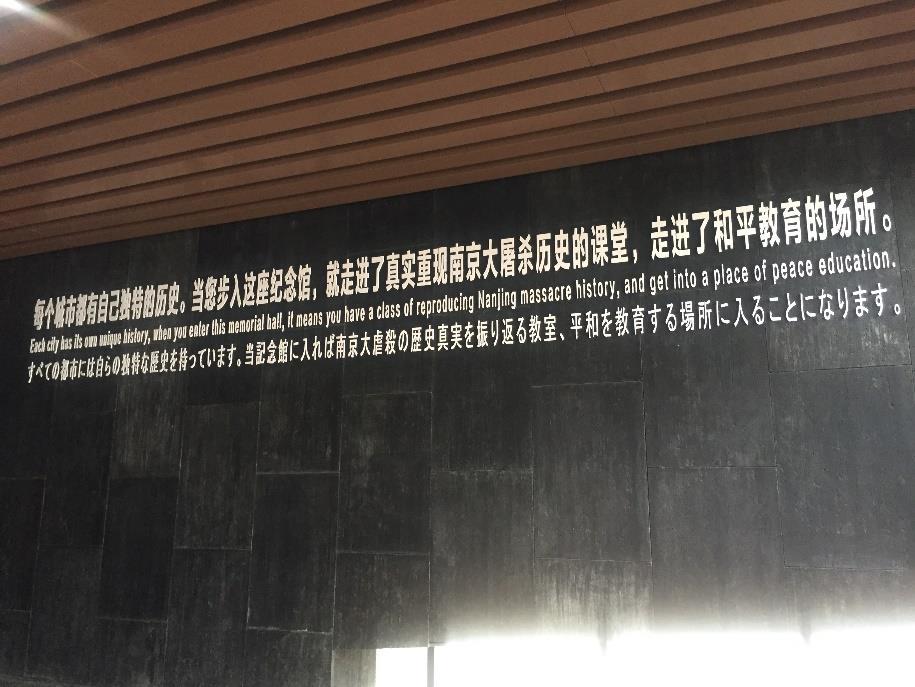 每个城市都有自己独特的历史。当您步入这座纪念馆，就走进了真实重现南京大屠杀历史的课堂，走进了和平教育的场所。
Each city has its own unique history, when you enter this memorial hall, it means you have a class of reproducing Nanjing massacre history, and get into a place of peace education.
すべての都市には自らの独特な歴史を持っています。当記念館に入れば南京大虐殺の歴史真実を振り返る教室、平和を教育する場所に入ることになります。